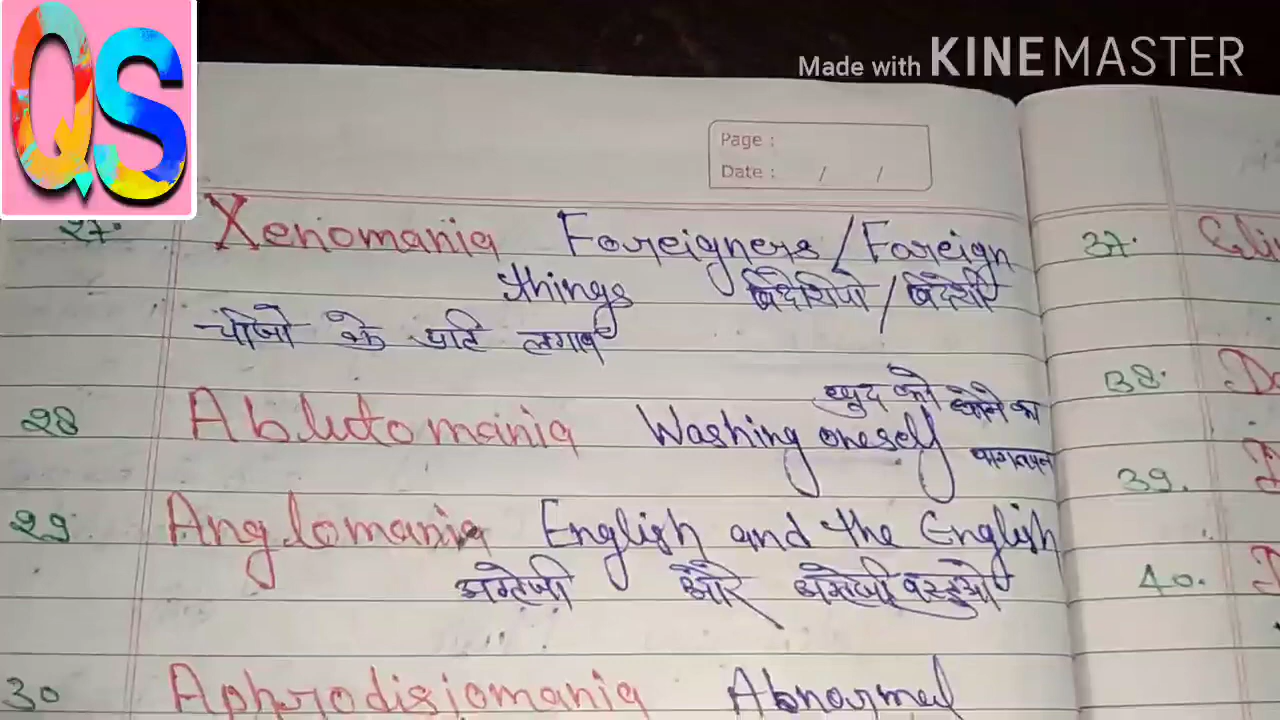 QS
Made with KINEMASTER
Page :
Date : / /
27. Xenomania Foreigners/Foreign
things विदेशियो/विदेशी
चीजो के प्रति लगाव
28 Ablutomania Washing oneself खुद को धोने का
पागलपन
29. Anglomania English and the English
अंग्रेजी और अंग्रेजी वस्तुओ
30 Aphrodisiomania Abnormal
37.
38.
39.
40.